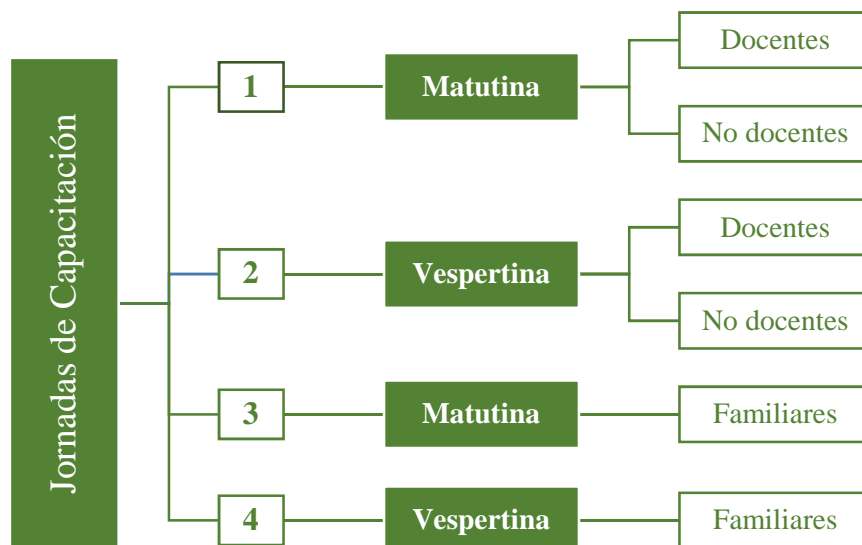 Jornadas de Capacitación
1
Matutina
Docentes
No docentes
2
Vespertina
Docentes
No docentes
3
Matutina
Familiares
4
Vespertina
Familiares